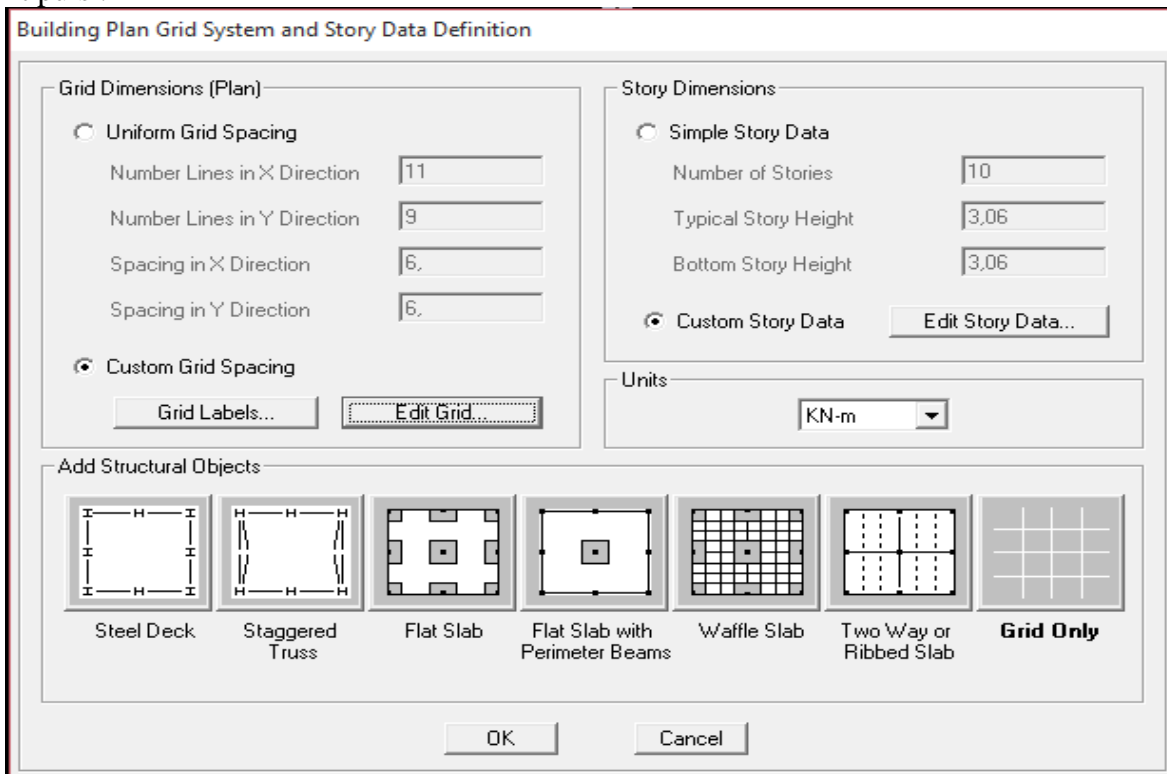 Building Plan Grid System and Story Data Definition
Grid Dimensions (Plan)
Uniform Grid Spacing
Number Lines in X Direction 11
Number Lines in Y Direction 9
Spacing in X Direction 6,
Spacing in Y Direction 6,
Custom Grid Spacing
Grid Labels... Edit Grid...
Story Dimensions
Simple Story Data
Number of Stories 10
Typical Story Height 3,06
Bottom Story Height 3,06
Custom Story Data Edit Story Data...
Units
KN-m
Add Structural Objects
Steel Deck
Staggered
Truss
Flat Slab
Flat Slab with
Perimeter Beams
Waffle Slab
Two Way or
Ribbed Slab
Grid Only
OK Cancel